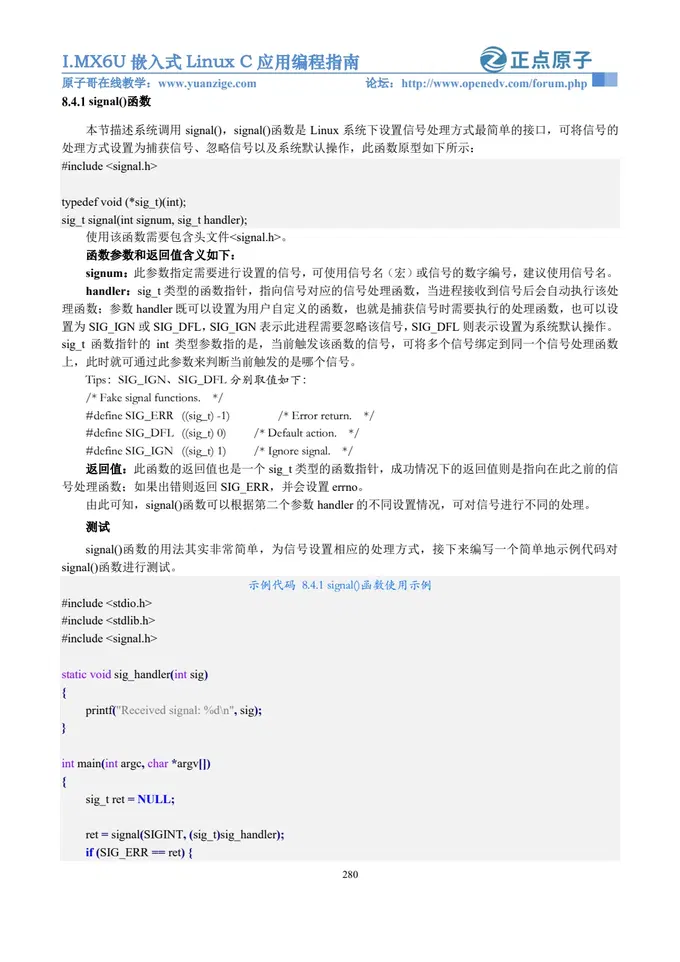 I.MX6U 嵌入式 Linux C 应用编程指南
正点原子
原子哥在线教学：www.yuanzige.com 论坛：http://www.openedv.com/forum.php
8.4.1 signal()函数
本节描述系统调用 signal()，signal()函数是 Linux 系统下设置信号处理方式最简单的接口，可将信号的
处理方式设置为捕获信号、忽略信号以及系统默认操作，此函数原型如下所示：
#include <signal.h>
typedef void (*sig_t)(int);
sig_t signal(int signum, sig_t handler);
使用该函数需要包含头文件<signal.h>。
函数参数和返回值含义如下：
signum：此参数指定需要进行设置的信号，可使用信号名（宏）或信号的数字编号，建议使用信号名。
handler：sig_t 类型的函数指针，指向信号对应的信号处理函数，当进程接收到信号后会自动执行该处
理函数；参数 handler 既可以设置为用户自定义的函数，也就是捕获信号时需要执行的处理函数，也可以设
置为 SIG_IGN 或 SIG_DFL，SIG_IGN 表示此进程需要忽略该信号，SIG_DFL 则表示设置为系统默认操作。
sig_t 函数指针的 int 类型参数指的是，当前触发该函数的信号，可将多个信号绑定到同一个信号处理函数
上，此时就可通过此参数来判断当前触发的是哪个信号。
Tips：SIG_IGN、SIG_DFL 分别取值如下：
/* Fake signal functions. */
#define SIG_ERR ((sig_t) -1) /* Error return. */
#define SIG_DFL ((sig_t) 0) /* Default action. */
#define SIG_IGN ((sig_t) 1) /* Ignore signal. */
返回值：此函数的返回值也是一个 sig_t 类型的函数指针，成功情况下的返回值则是指向在此之前的信
号处理函数；如果出错则返回 SIG_ERR，并会设置 errno。
由此可知，signal()函数可以根据第二个参数 handler 的不同设置情况，可对信号进行不同的处理。
测试
signal()函数的用法其实非常简单，为信号设置相应的处理方式，接下来编写一个简单地示例代码对
signal()函数进行测试。
示例代码 8.4.1 signal()函数使用示例
#include <stdio.h>
#include <stdlib.h>
#include <signal.h>
static void sig_handler(int sig)
{
printf("Received signal: %d\n", sig);
}
int main(int argc, char *argv[])
{
sig_t ret = NULL;
ret = signal(SIGINT, (sig_t)sig_handler);
if (SIG_ERR == ret) {
280